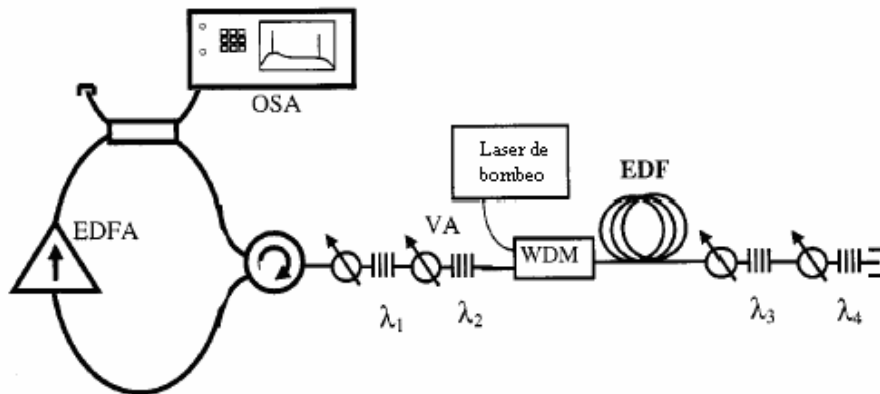 OSA
Laser de
bombeo
EDF
EDFA
VA
WDM
λ1
λ2
λ3
λ4